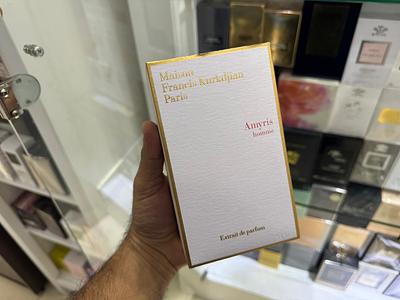 Maison
Francis Kurkdjian
Paris
Amyris
homme
Extrait de parfum